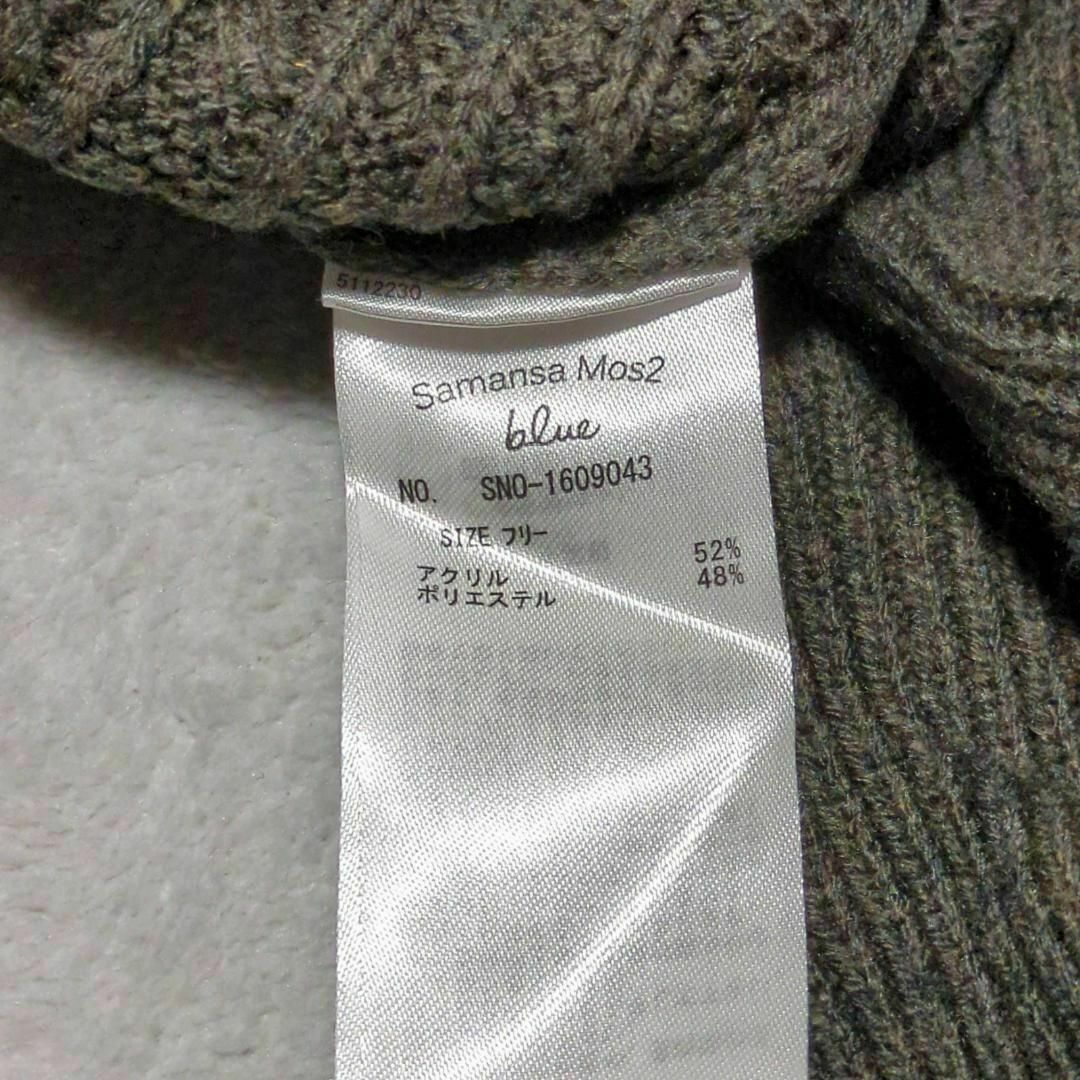 5112230
Samansa Mos2
blue
NO. SNO-1609043
SIZE フリー
アクリル 52%
ポリエステル 48%